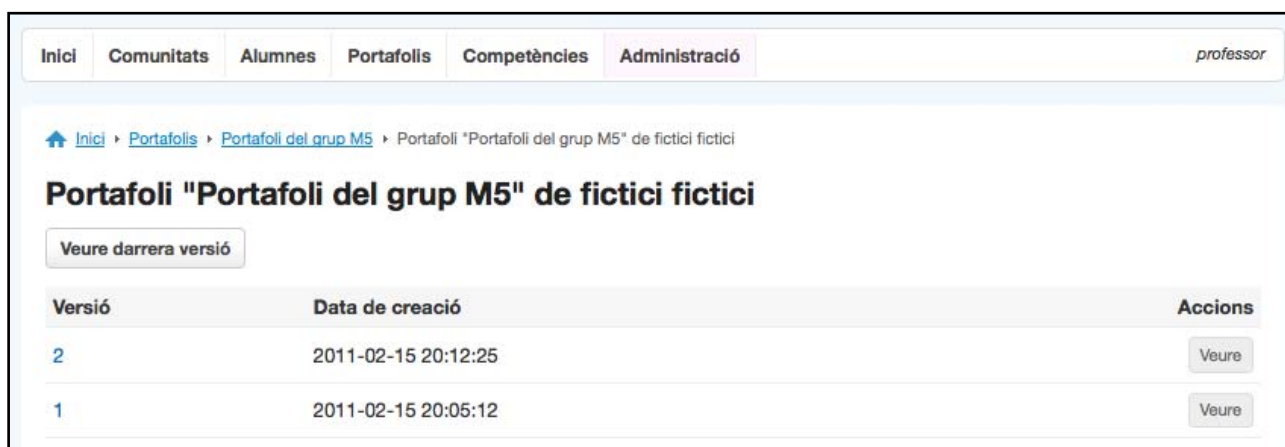 Inici Comunitats Alumnes Portafolis Competències Administració professor
Inici Portafolis Portafoli del grup M5 Portafoli "Portafoli del grup M5" de fictici fictici
Portafoli "Portafoli del grup M5" de fictici fictici
Veure darrera versió
Versió Data de creació Accions
2 2011-02-15 20:12:25 Veure
1 2011-02-15 20:05:12 Veure